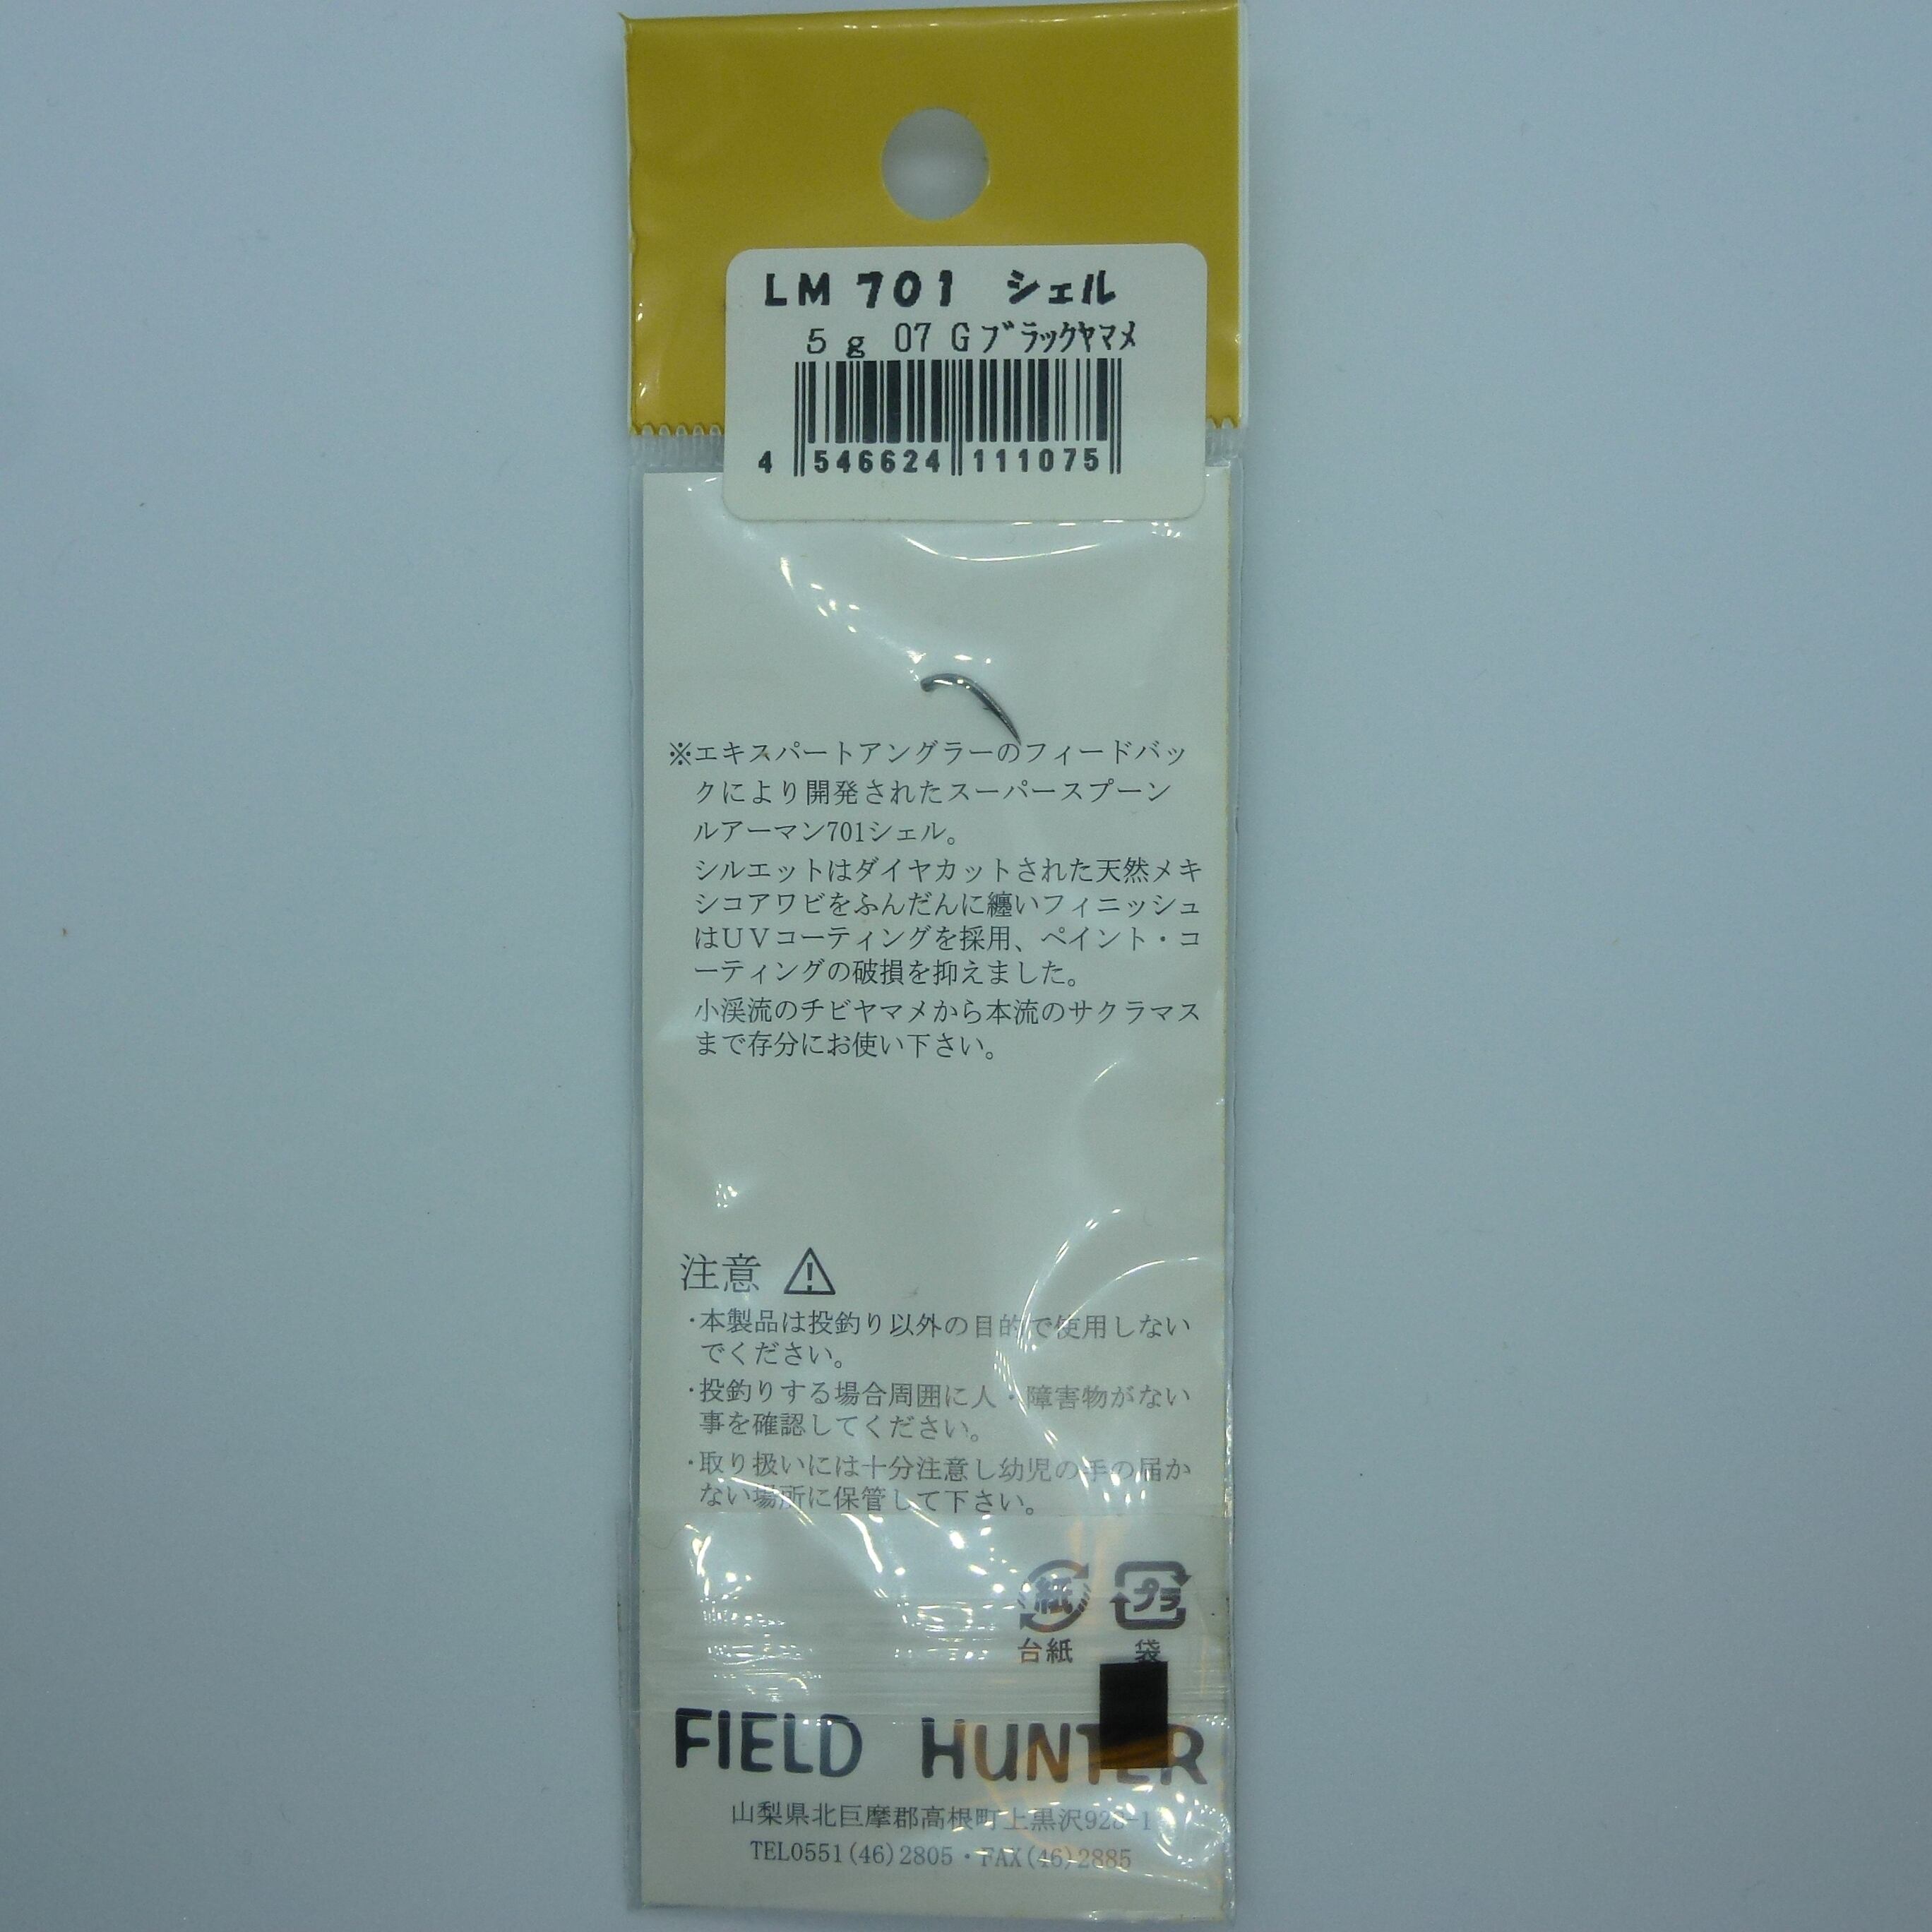 LM 701 シェル
5g 07 Gブラックヤマメ
4 546624 111075
※エキスパートアングラーのフィードバッ
クにより開発されたスーパースプーン
ルアーマン701シェル。
シルエットはダイヤカットされた天然メキ
シコアワビをふんだんに纏いフィニッシュ
はUVコーティングを採用、ペイント・コ
ーティングの破損を抑えました。
小渓流のチビヤマメから本流のサクラマス
まで存分にお使い下さい。
注意
・本製品は投釣り以外の目的で使用しない
でください。
・投釣りする場合周囲に人・障害物がない
事を確認してください。
・取り扱いには十分注意し幼児の手の届か
ない場所に保管して下さい。
紙 プラ
台紙 袋
FIELD HUNTER
山梨県北巨摩郡高根町上黒沢
TEL0551(46)2805・FAX(46)2885